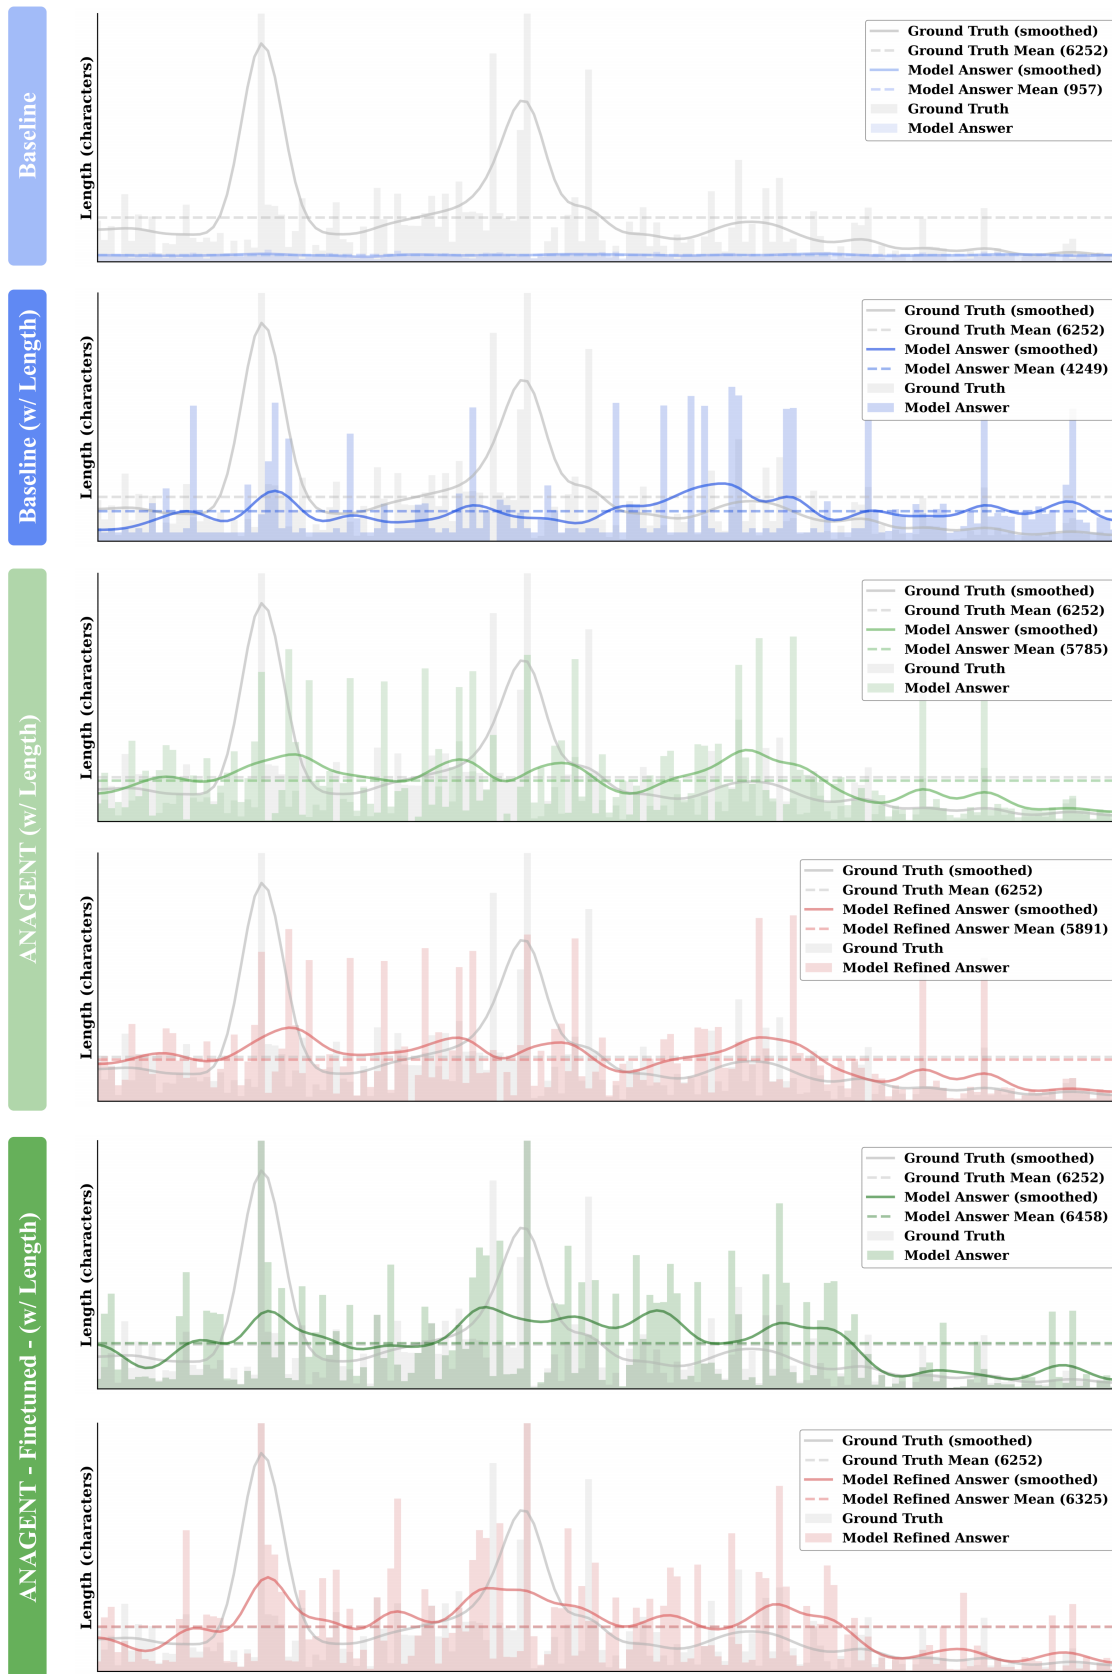 Baseline
Length (characters)
Ground Truth (smoothed)
Ground Truth Mean (6252)
Model Answer (smoothed)
Model Answer Mean (957)
Ground Truth
Model Answer
Baseline (w/ Length)
Length (characters)
Ground Truth (smoothed)
Ground Truth Mean (6252)
Model Answer (smoothed)
Model Answer Mean (4249)
Ground Truth
Model Answer
ANAGENT (w/ Length)
Length (characters)
Ground Truth (smoothed)
Ground Truth Mean (6252)
Model Answer (smoothed)
Model Answer Mean (5785)
Ground Truth
Model Answer
Length (characters)
Ground Truth (smoothed)
Ground Truth Mean (6252)
Model Refined Answer (smoothed)
Model Refined Answer Mean (5891)
Ground Truth
Model Refined Answer
ANAGENT - Finetuned - (w/ Length)
Length (characters)
Ground Truth (smoothed)
Ground Truth Mean (6252)
Model Answer (smoothed)
Model Answer Mean (6458)
Ground Truth
Model Answer
Length (characters)
Ground Truth (smoothed)
Ground Truth Mean (6252)
Model Refined Answer (smoothed)
Model Refined Answer Mean (6325)
Ground Truth
Model Refined Answer